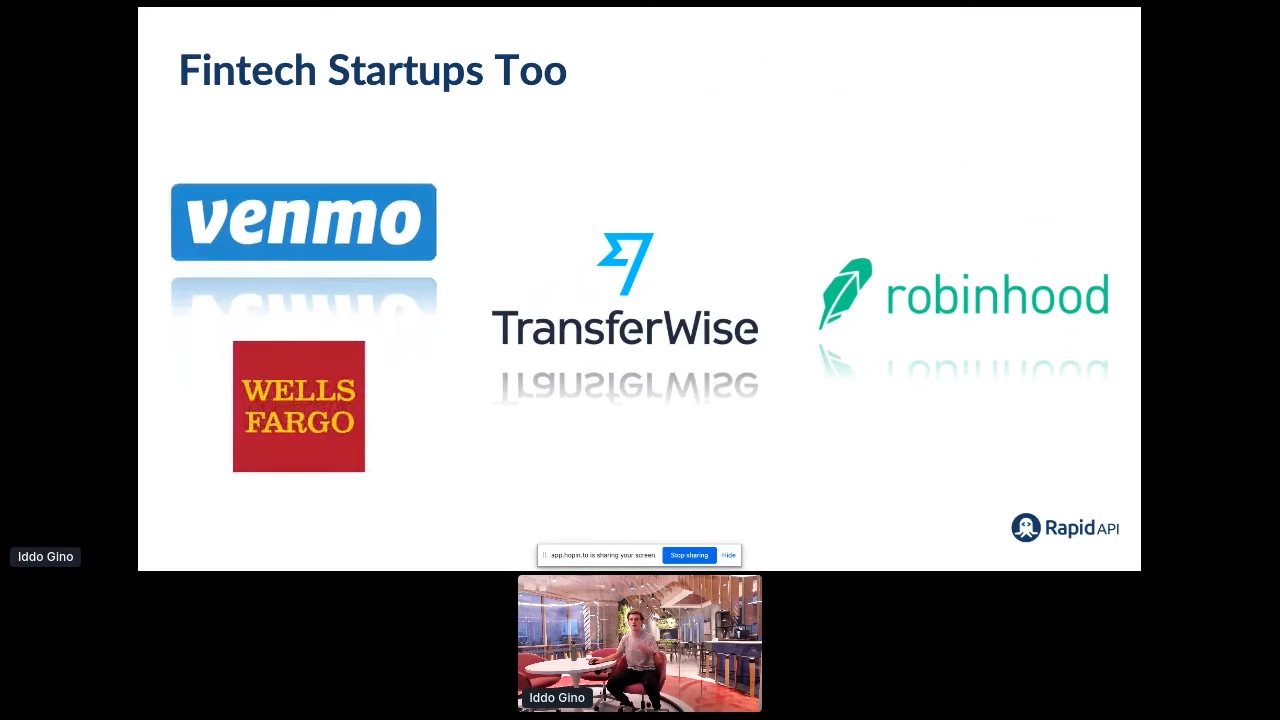 Fintech Startups Too
venmo
WELLS
FARGO
TransferWise
robinhood
RapidAPI
Iddo Gino
app.hopin.to is sharing your screen.
Stop sharing
Hide
Iddo Gino